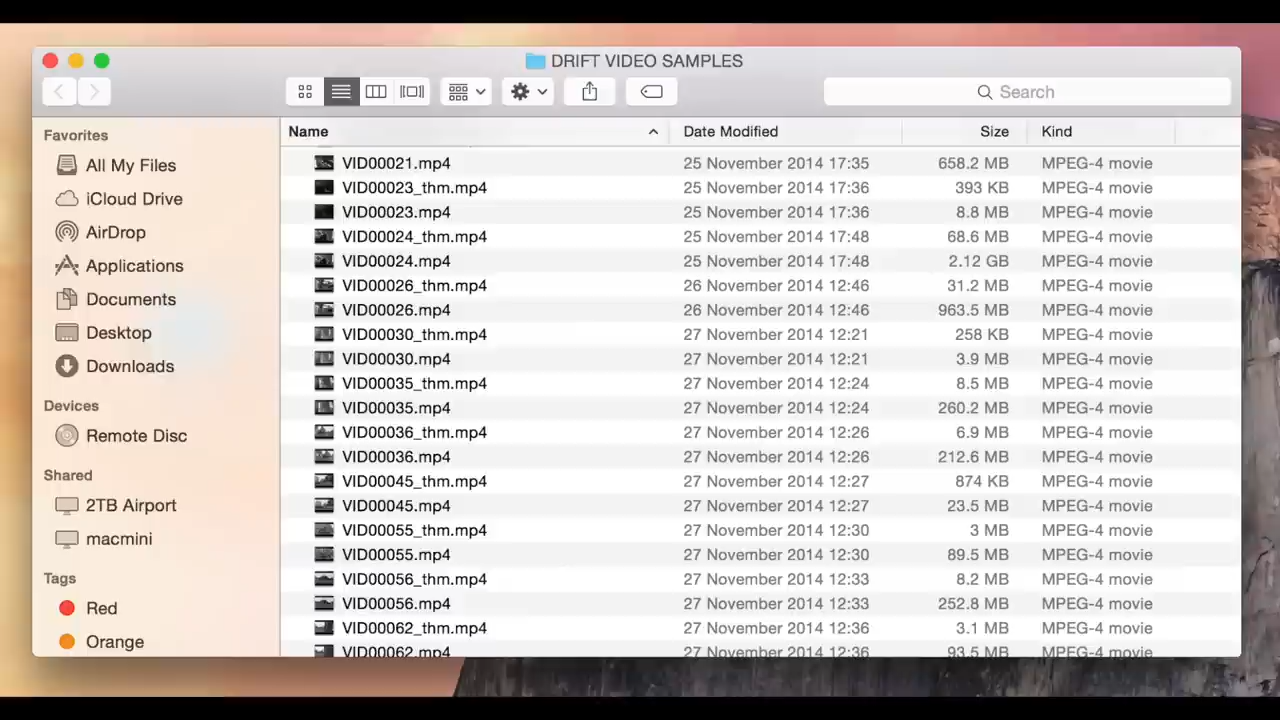 DRIFT VIDEO SAMPLES
Search
Favorites
All My Files
iCloud Drive
AirDrop
Applications
Documents
Desktop
Downloads
Devices
Remote Disc
Shared
2TB Airport
macmini
Tags
Red
Orange
Name Date Modified Size Kind
VID00021.mp4 25 November 2014 17:35 658.2 MB MPEG-4 movie
VID00023_thm.mp4 25 November 2014 17:36 393 KB MPEG-4 movie
VID00023.mp4 25 November 2014 17:36 8.8 MB MPEG-4 movie
VID00024_thm.mp4 25 November 2014 17:48 68.6 MB MPEG-4 movie
VID00024.mp4 25 November 2014 17:48 2.12 GB MPEG-4 movie
VID00026_thm.mp4 26 November 2014 12:46 31.2 MB MPEG-4 movie
VID00026.mp4 26 November 2014 12:46 963.5 MB MPEG-4 movie
VID00030_thm.mp4 27 November 2014 12:21 258 KB MPEG-4 movie
VID00030.mp4 27 November 2014 12:21 3.9 MB MPEG-4 movie
VID00035_thm.mp4 27 November 2014 12:24 8.5 MB MPEG-4 movie
VID00035.mp4 27 November 2014 12:24 260.2 MB MPEG-4 movie
VID00036_thm.mp4 27 November 2014 12:26 6.9 MB MPEG-4 movie
VID00036.mp4 27 November 2014 12:26 212.6 MB MPEG-4 movie
VID00045_thm.mp4 27 November 2014 12:27 874 KB MPEG-4 movie
VID00045.mp4 27 November 2014 12:27 23.5 MB MPEG-4 movie
VID00055_thm.mp4 27 November 2014 12:30 3 MB MPEG-4 movie
VID00055.mp4 27 November 2014 12:30 89.5 MB MPEG-4 movie
VID00056_thm.mp4 27 November 2014 12:33 8.2 MB MPEG-4 movie
VID00056.mp4 27 November 2014 12:33 252.8 MB MPEG-4 movie
VID00062_thm.mp4 27 November 2014 12:36 3.1 MB MPEG-4 movie
VID00062.mp4 27 November 2014 12:36 93.5 MB MPEG-4 movie